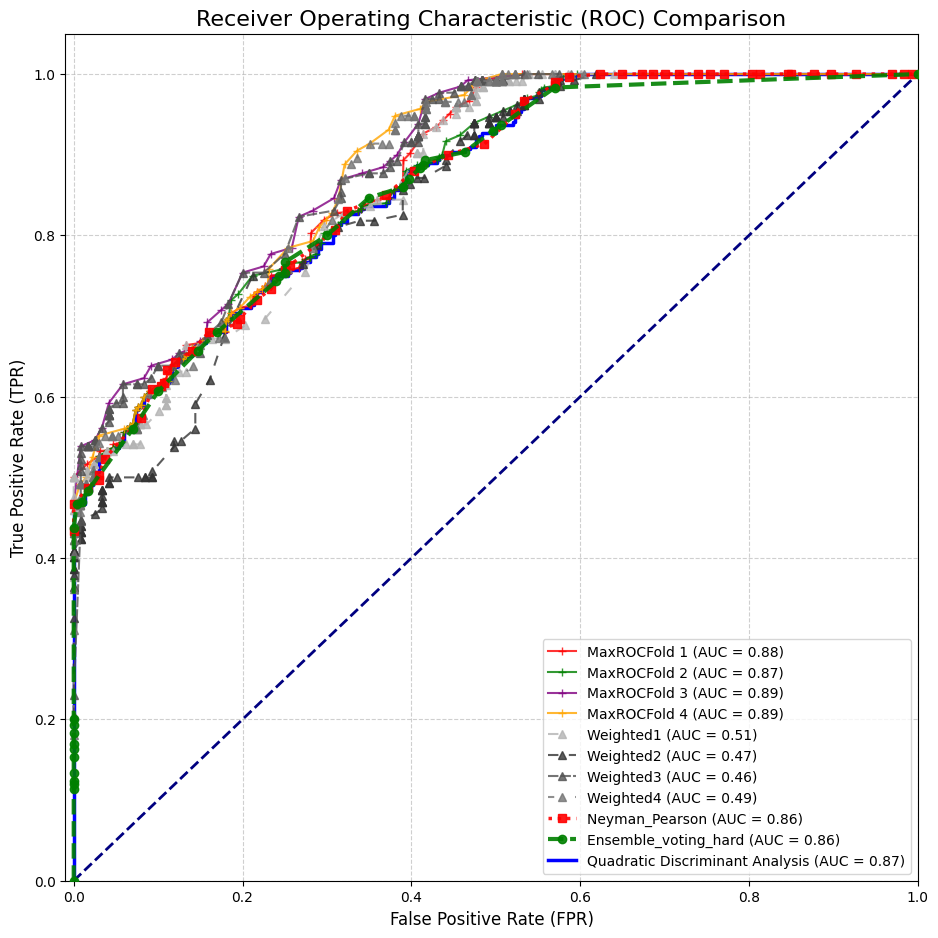 Receiver Operating Characteristic (ROC) Comparison
True Positive Rate (TPR)
1.0
0.8
0.6
0.4
0.2
0.0
MaxROCFold 1 (AUC = 0.88)
MaxROCFold 2 (AUC = 0.87)
MaxROCFold 3 (AUC = 0.89)
MaxROCFold 4 (AUC = 0.89)
Weighted1 (AUC = 0.51)
Weighted2 (AUC = 0.47)
Weighted3 (AUC = 0.46)
Weighted4 (AUC = 0.49)
Neyman_Pearson (AUC = 0.86)
Ensemble_voting_hard (AUC = 0.86)
Quadratic Discriminant Analysis (AUC = 0.87)
0.0 0.2 0.4 0.6 0.8 1.0
False Positive Rate (FPR)